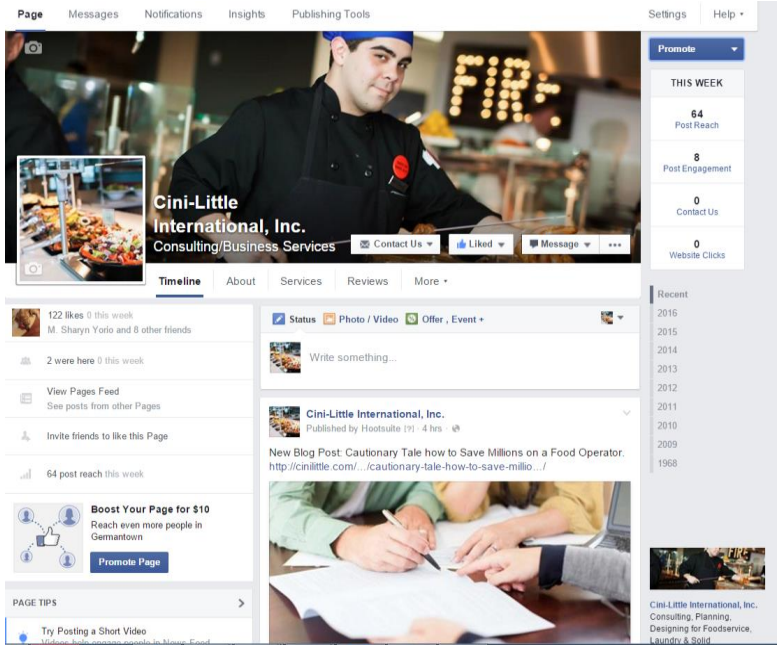 Page Messages Notifications Insights Publishing Tools Settings Help
Promote
THIS WEEK
64
Post Reach
8
Post Engagement
0
Contact Us
0
Website Clicks
FIRE
Cini-Little
International, Inc.
Consulting/Business Services
Contact Us Liked Message •••
Timeline About Services Reviews More
Recent
2016
2015
2014
2013
2012
2011
2010
2009
1968
122 likes 0 this week
M. Sharyn Yorio and 8 other friends
2 were here 0 this week
View Pages Feed
See posts from other Pages
Invite friends to like this Page
64 post reach this week
Boost Your Page for $10
Reach even more people in
Germantown
Promote Page
PAGE TIPS
Try Posting a Short Video
Videos help engage people in News Feed
Status Photo / Video Offer , Event +
Write something...
Cini-Little International, Inc.
Published by Hootsuite [?] · 4 hrs ·
New Blog Post: Cautionary Tale how to Save Millions on a Food Operator.
http://cinilittle.com/.../cautionary-tale-how-to-save-millio.../
Cini-Little International, Inc.
Consulting, Planning,
Designing for Foodservice,
Laundry & Solid